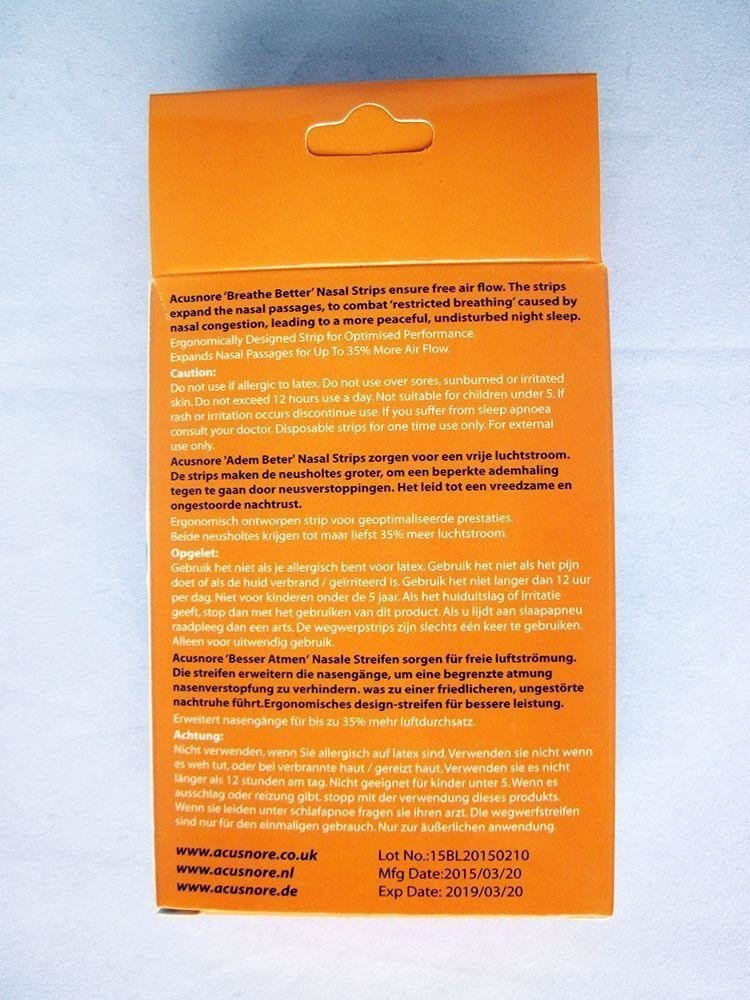 Acusnore 'Breathe Better' Nasal Strips ensure free air flow. The strips
expand the nasal passages, to combat 'restricted breathing' caused by
nasal congestion, leading to a more peaceful, undisturbed night sleep.
Ergonomically Designed Strip for Optimised Performance.
Expands Nasal Passages for Up To 35% More Air Flow.
Caution:
Do not use if allergic to latex. Do not use over sores, sunburned or irritated
skin. Do not exceed 12 hours use a day. Not suitable for children under 5. If
rash or irritation occurs discontinue use. If you suffer from sleep apnoea
consult your doctor. Disposable strips for one time use only. For external
use only.
Acusnore 'Adem Beter' Nasal Strips zorgen voor een vrije luchtstroom.
De strips maken de neusholtes groter, om een beperkte ademhaling
tegen te gaan door neusverstoppingen. Het leid tot een vreedzame en
ongestoorde nachtrust.
Ergonomisch ontworpen strip voor geoptimaliseerde prestaties.
Beide neusholtes krijgen tot maar liefst 35% meer luchtstroom.
Opgelet:
Gebruik het niet als je allergisch bent voor latex. Gebruik het niet als het pijn
doet of als de huid verbrand / geïrriteerd is. Gebruik het niet langer dan 12 uur
per dag. Niet voor kinderen onder de 5 jaar. Als het huiduitslag of irritatie
geeft, stop dan met het gebruiken van dit product. Als u lijdt aan slaapapneu
raadpleeg dan een arts. De wegwerpstrips zijn slechts één keer te gebruiken.
Alleen voor uitwendig gebruik.
Acusnore 'Besser Atmen' Nasale Streifen sorgen für freie luftströmung.
Die streifen erweitern die nasengänge, um eine begrenzte atmung
nasenverstopfung zu verhindern. was zu einer friedlicheren, ungestörte
nachtruhe führt.Ergonomisches design-streifen für bessere leistung.
Erweitert nasengänge für bis zu 35% mehr luftdurchsatz.
Achtung:
Nicht verwenden, wenn Sie allergisch auf latex sind. Verwenden sie nicht wenn
es weh tut, oder bei verbrannte haut / gereizt haut. Verwenden sie es nicht
länger als 12 stunden am tag. Nicht geeignet für kinder unter 5. Wenn es
ausschlag oder reizung gibt, stopp mit der verwendung dieses produkts.
Wenn sie leiden unter schlafapnoe fragen sie ihren arzt. Die wegwerfstreifen
sind nur für den einmaligen gebrauch. Nur zur äußerlichen anwendung.
www.acusnore.co.uk
www.acusnore.nl
www.acusnore.de
Lot No.:15BL20150210
Mfg Date:2015/03/20
Exp Date: 2019/03/20